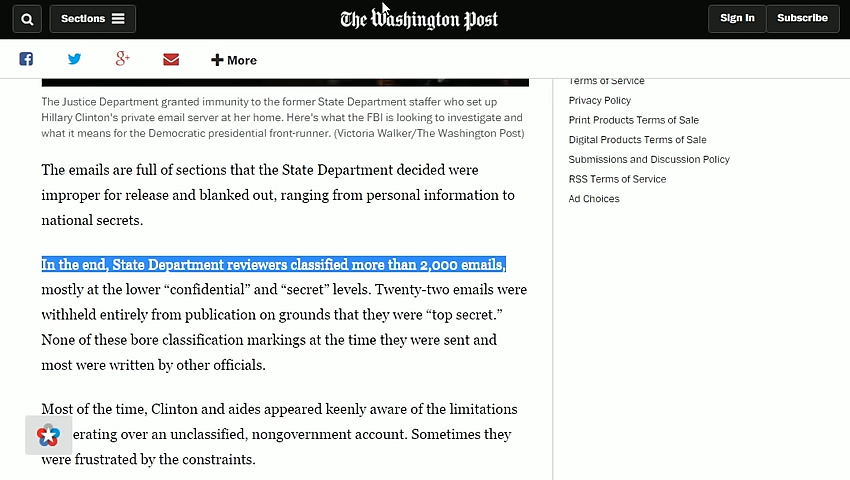 Sections
The Washington Post
Sign In
Subscribe
More
The Justice Department granted immunity to the former State Department staffer who set up
Hillary Clinton's private email server at her home. Here's what the FBI is looking to investigate and
what it means for the Democratic presidential front-runner. (Victoria Walker/The Washington Post)
The emails are full of sections that the State Department decided were
improper for release and blanked out, ranging from personal information to
national secrets.
In the end, State Department reviewers classified more than 2,000 emails,
mostly at the lower “confidential” and “secret” levels. Twenty-two emails were
withheld entirely from publication on grounds that they were “top secret.”
None of these bore classification markings at the time they were sent and
most were written by other officials.
Most of the time, Clinton and aides appeared keenly aware of the limitations
erating over an unclassified, nongovernment account. Sometimes they
were frustrated by the constraints.
Terms of Service
Privacy Policy
Print Products Terms of Sale
Digital Products Terms of Sale
Submissions and Discussion Policy
RSS Terms of Service
Ad Choices